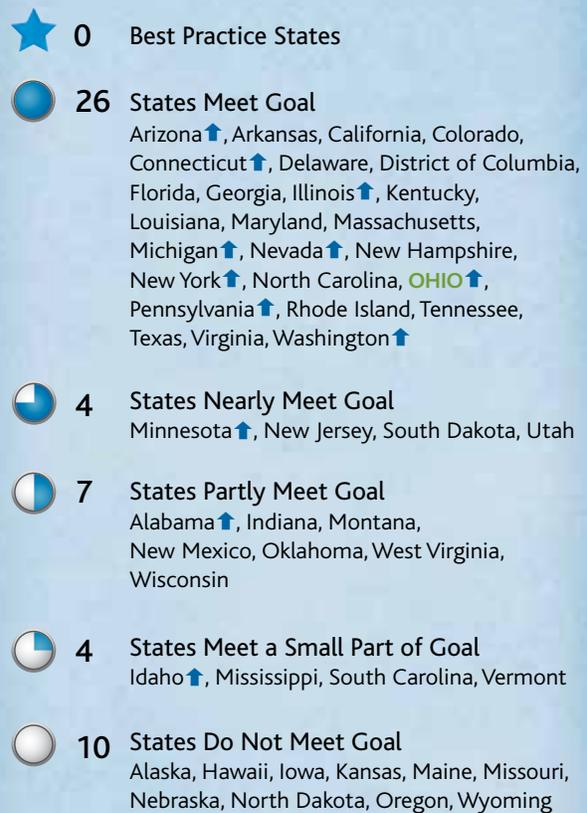 0 Best Practice States
26 States Meet Goal
Arizona⬆, Arkansas, California, Colorado,
Connecticut⬆, Delaware, District of Columbia,
Florida, Georgia, Illinois⬆, Kentucky,
Louisiana, Maryland, Massachusetts,
Michigan⬆, Nevada⬆, New Hampshire,
New York⬆, North Carolina, OHIO⬆,
Pennsylvania⬆, Rhode Island, Tennessee,
Texas, Virginia, Washington⬆
4 States Nearly Meet Goal
Minnesota⬆, New Jersey, South Dakota, Utah
7 States Partly Meet Goal
Alabama⬆, Indiana, Montana,
New Mexico, Oklahoma, West Virginia,
Wisconsin
4 States Meet a Small Part of Goal
Idaho⬆, Mississippi, South Carolina, Vermont
10 States Do Not Meet Goal
Alaska, Hawaii, Iowa, Kansas, Maine, Missouri,
Nebraska, North Dakota, Oregon, Wyoming